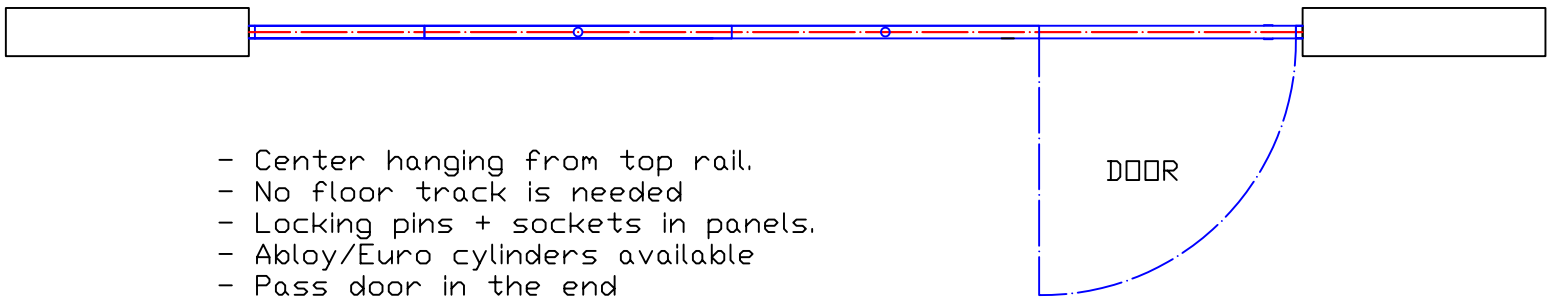 - Center hanging from top rail.
- No floor track is needed
- Locking pins + sockets in panels.
- Abloy/Euro cylinders available
- Pass door in the end
DOOR